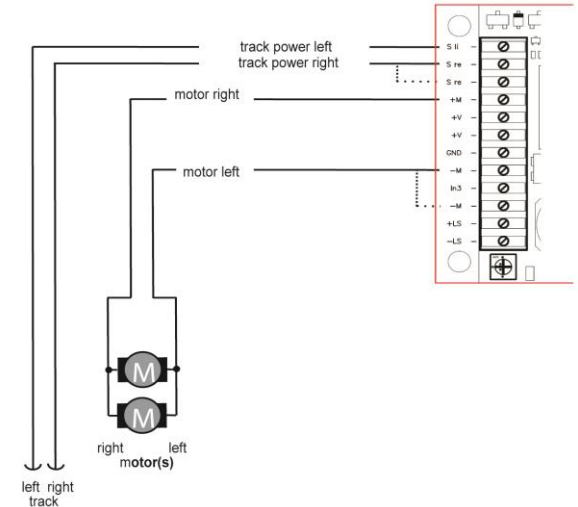 track power left
track power right
motor right
motor left
S li
S re
S re
+M
+V
+V
GND
-M
In3
-M
+LS
-LS
M
M
right left
motor(s)
left right
track